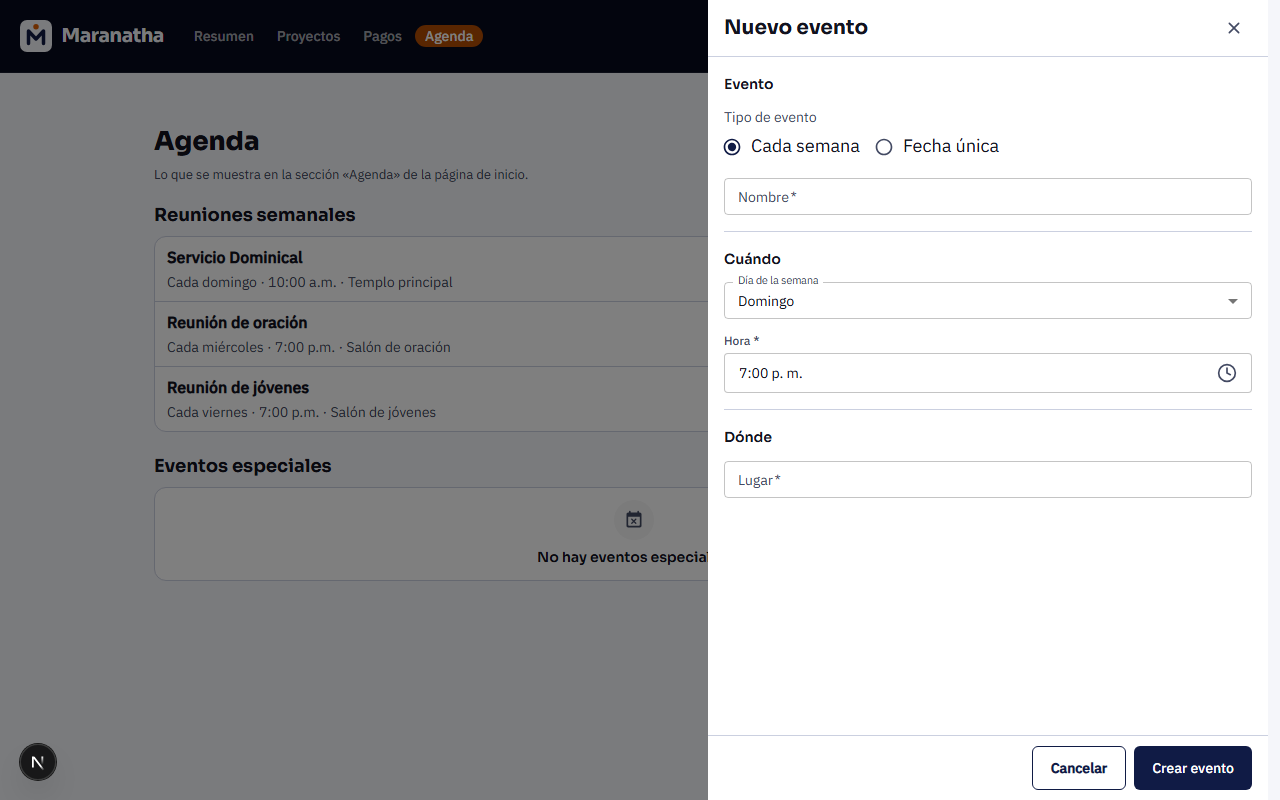 Maranatha Resumen Proyectos Pagos Agenda
Agenda
Lo que se muestra en la sección «Agenda» de la página de inicio.
Reuniones semanales
Servicio Dominical
Cada domingo · 10:00 a.m. · Templo principal
Reunión de oración
Cada miércoles · 7:00 p.m. · Salón de oración
Reunión de jóvenes
Cada viernes · 7:00 p.m. · Salón de jóvenes
Eventos especiales
No hay eventos especial
Nuevo evento
Evento
Tipo de evento
Cada semana Fecha única
Nombre*
Cuándo
Día de la semana
Domingo
Hora *
7:00 p. m.
Dónde
Lugar*
Cancelar Crear evento